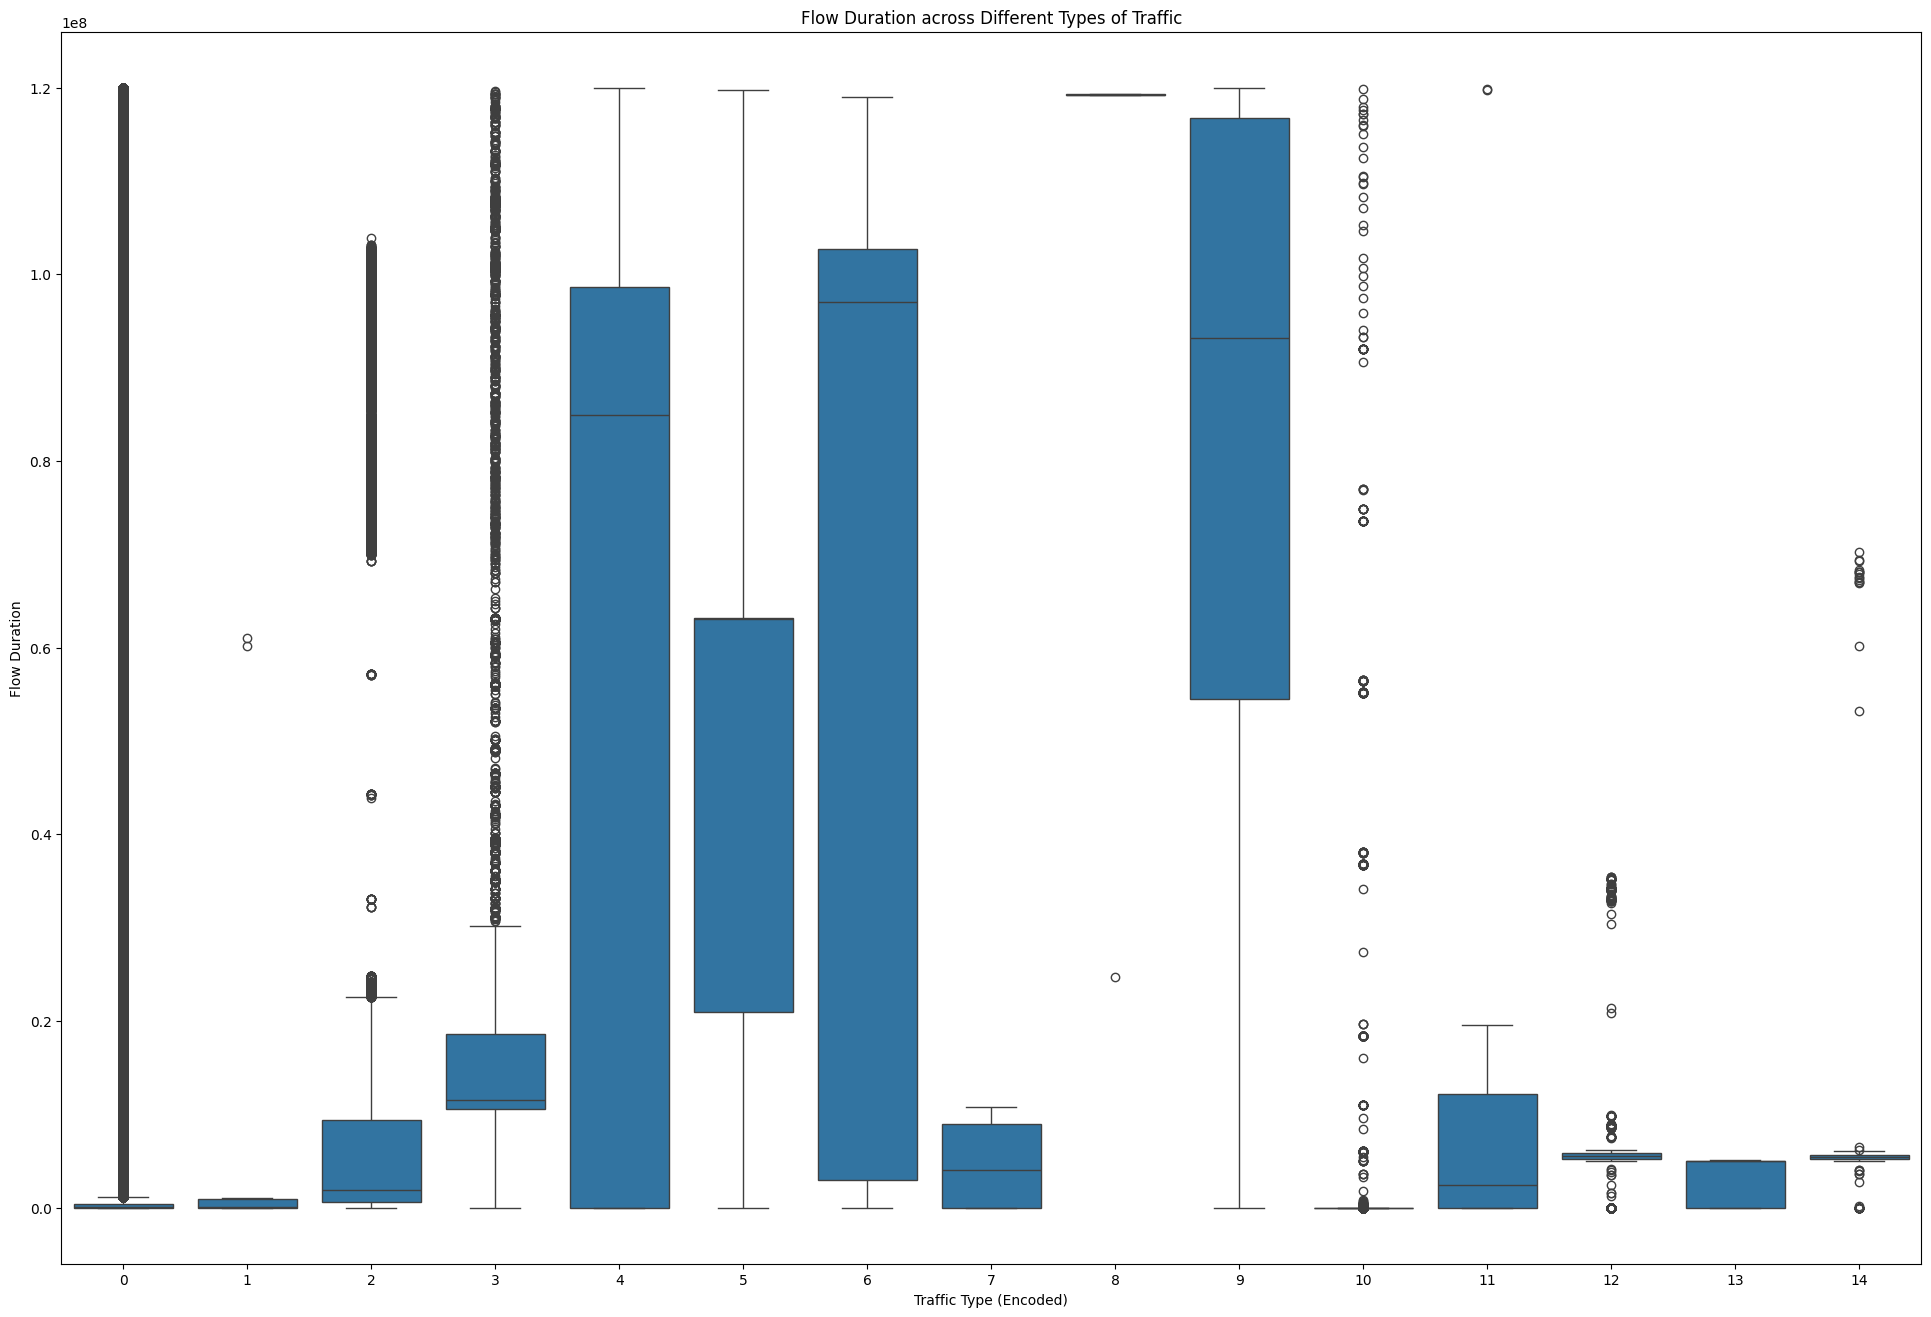 Flow Duration across Different Types of Traffic
1e8
1.2
1.0
0.8
0.6
0.4
0.2
0.0
Flow Duration
0 1 2 3 4 5 6 7 8 9 10 11 12 13 14
Traffic Type (Encoded)